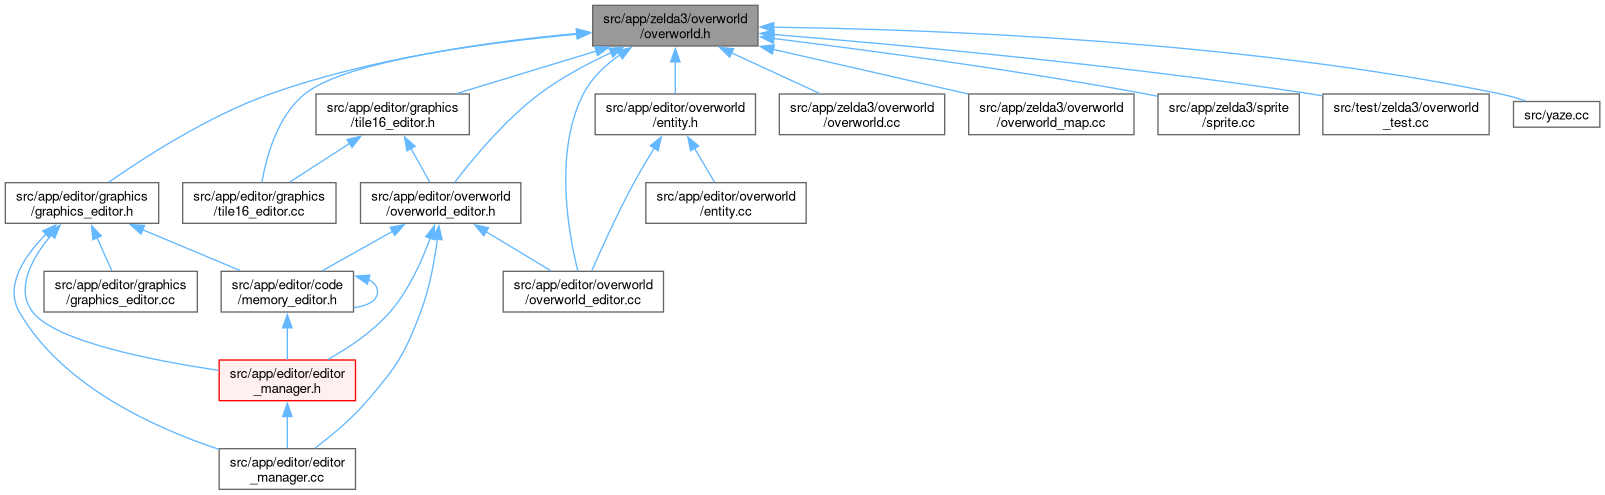 src/app/zelda3/overworld
/overworld.h
src/app/editor/graphics
/tile16_editor.h
src/app/editor/overworld
/entity.h
src/app/zelda3/overworld
/overworld.cc
src/app/zelda3/overworld
/overworld_map.cc
src/app/zelda3/sprite
/sprite.cc
src/test/zelda3/overworld
_test.cc
src/yaze.cc
src/app/editor/graphics
/graphics_editor.h
src/app/editor/graphics
/tile16_editor.cc
src/app/editor/overworld
/overworld_editor.h
src/app/editor/overworld
/entity.cc
src/app/editor/graphics
/graphics_editor.cc
src/app/editor/code
/memory_editor.h
src/app/editor/overworld
/overworld_editor.cc
src/app/editor/editor
_manager.h
src/app/editor/editor
_manager.cc